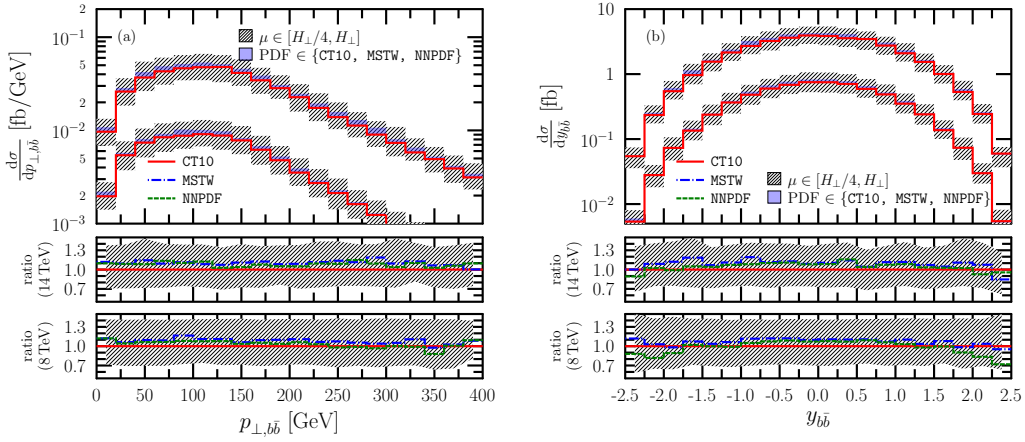 (a)
μ ∈ [H⊥/4, H⊥]
PDF ∈ {CT10, MSTW, NNPDF}
dσ/dp⊥,bb̄ [fb/GeV]
10⁻¹
5
2
10⁻²
5
2
10⁻³
CT10
MSTW
NNPDF
ratio
(14 TeV)
1.3
1.0
0.7
ratio
(8 TeV)
1.3
1.0
0.7
0 50 100 150 200 250 300 350 400
p⊥,bb̄ [GeV]
(b)
dσ/dybb̄ [fb]
10
1
10⁻¹
10⁻²
CT10
MSTW
NNPDF
μ ∈ [H⊥/4, H⊥]
PDF ∈ {CT10, MSTW, NNPDF}
ratio
(14 TeV)
1.3
1.0
0.7
ratio
(8 TeV)
1.3
1.0
0.7
-2.5 -2.0 -1.5 -1.0 -0.5 0.0 0.5 1.0 1.5 2.0 2.5
ybb̄